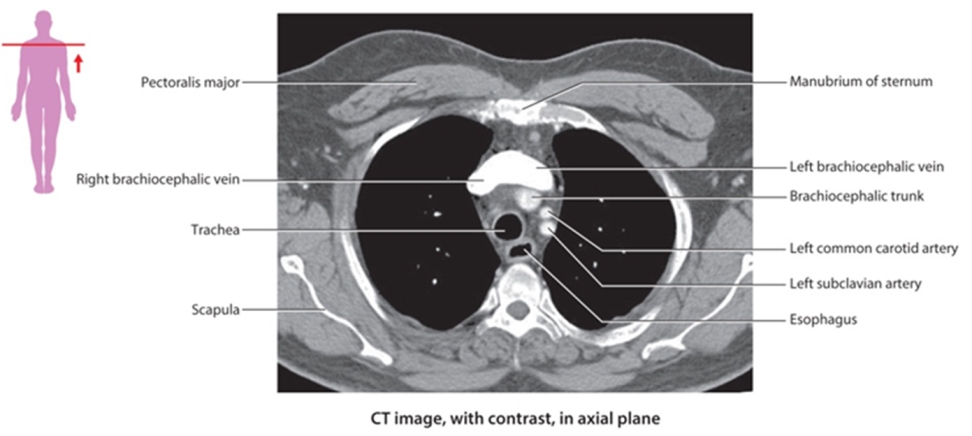 Pectoralis major
Manubrium of sternum
Right brachiocephalic vein
Left brachiocephalic vein
Brachiocephalic trunk
Trachea
Left common carotid artery
Left subclavian artery
Scapula
Esophagus
CT image, with contrast, in axial plane